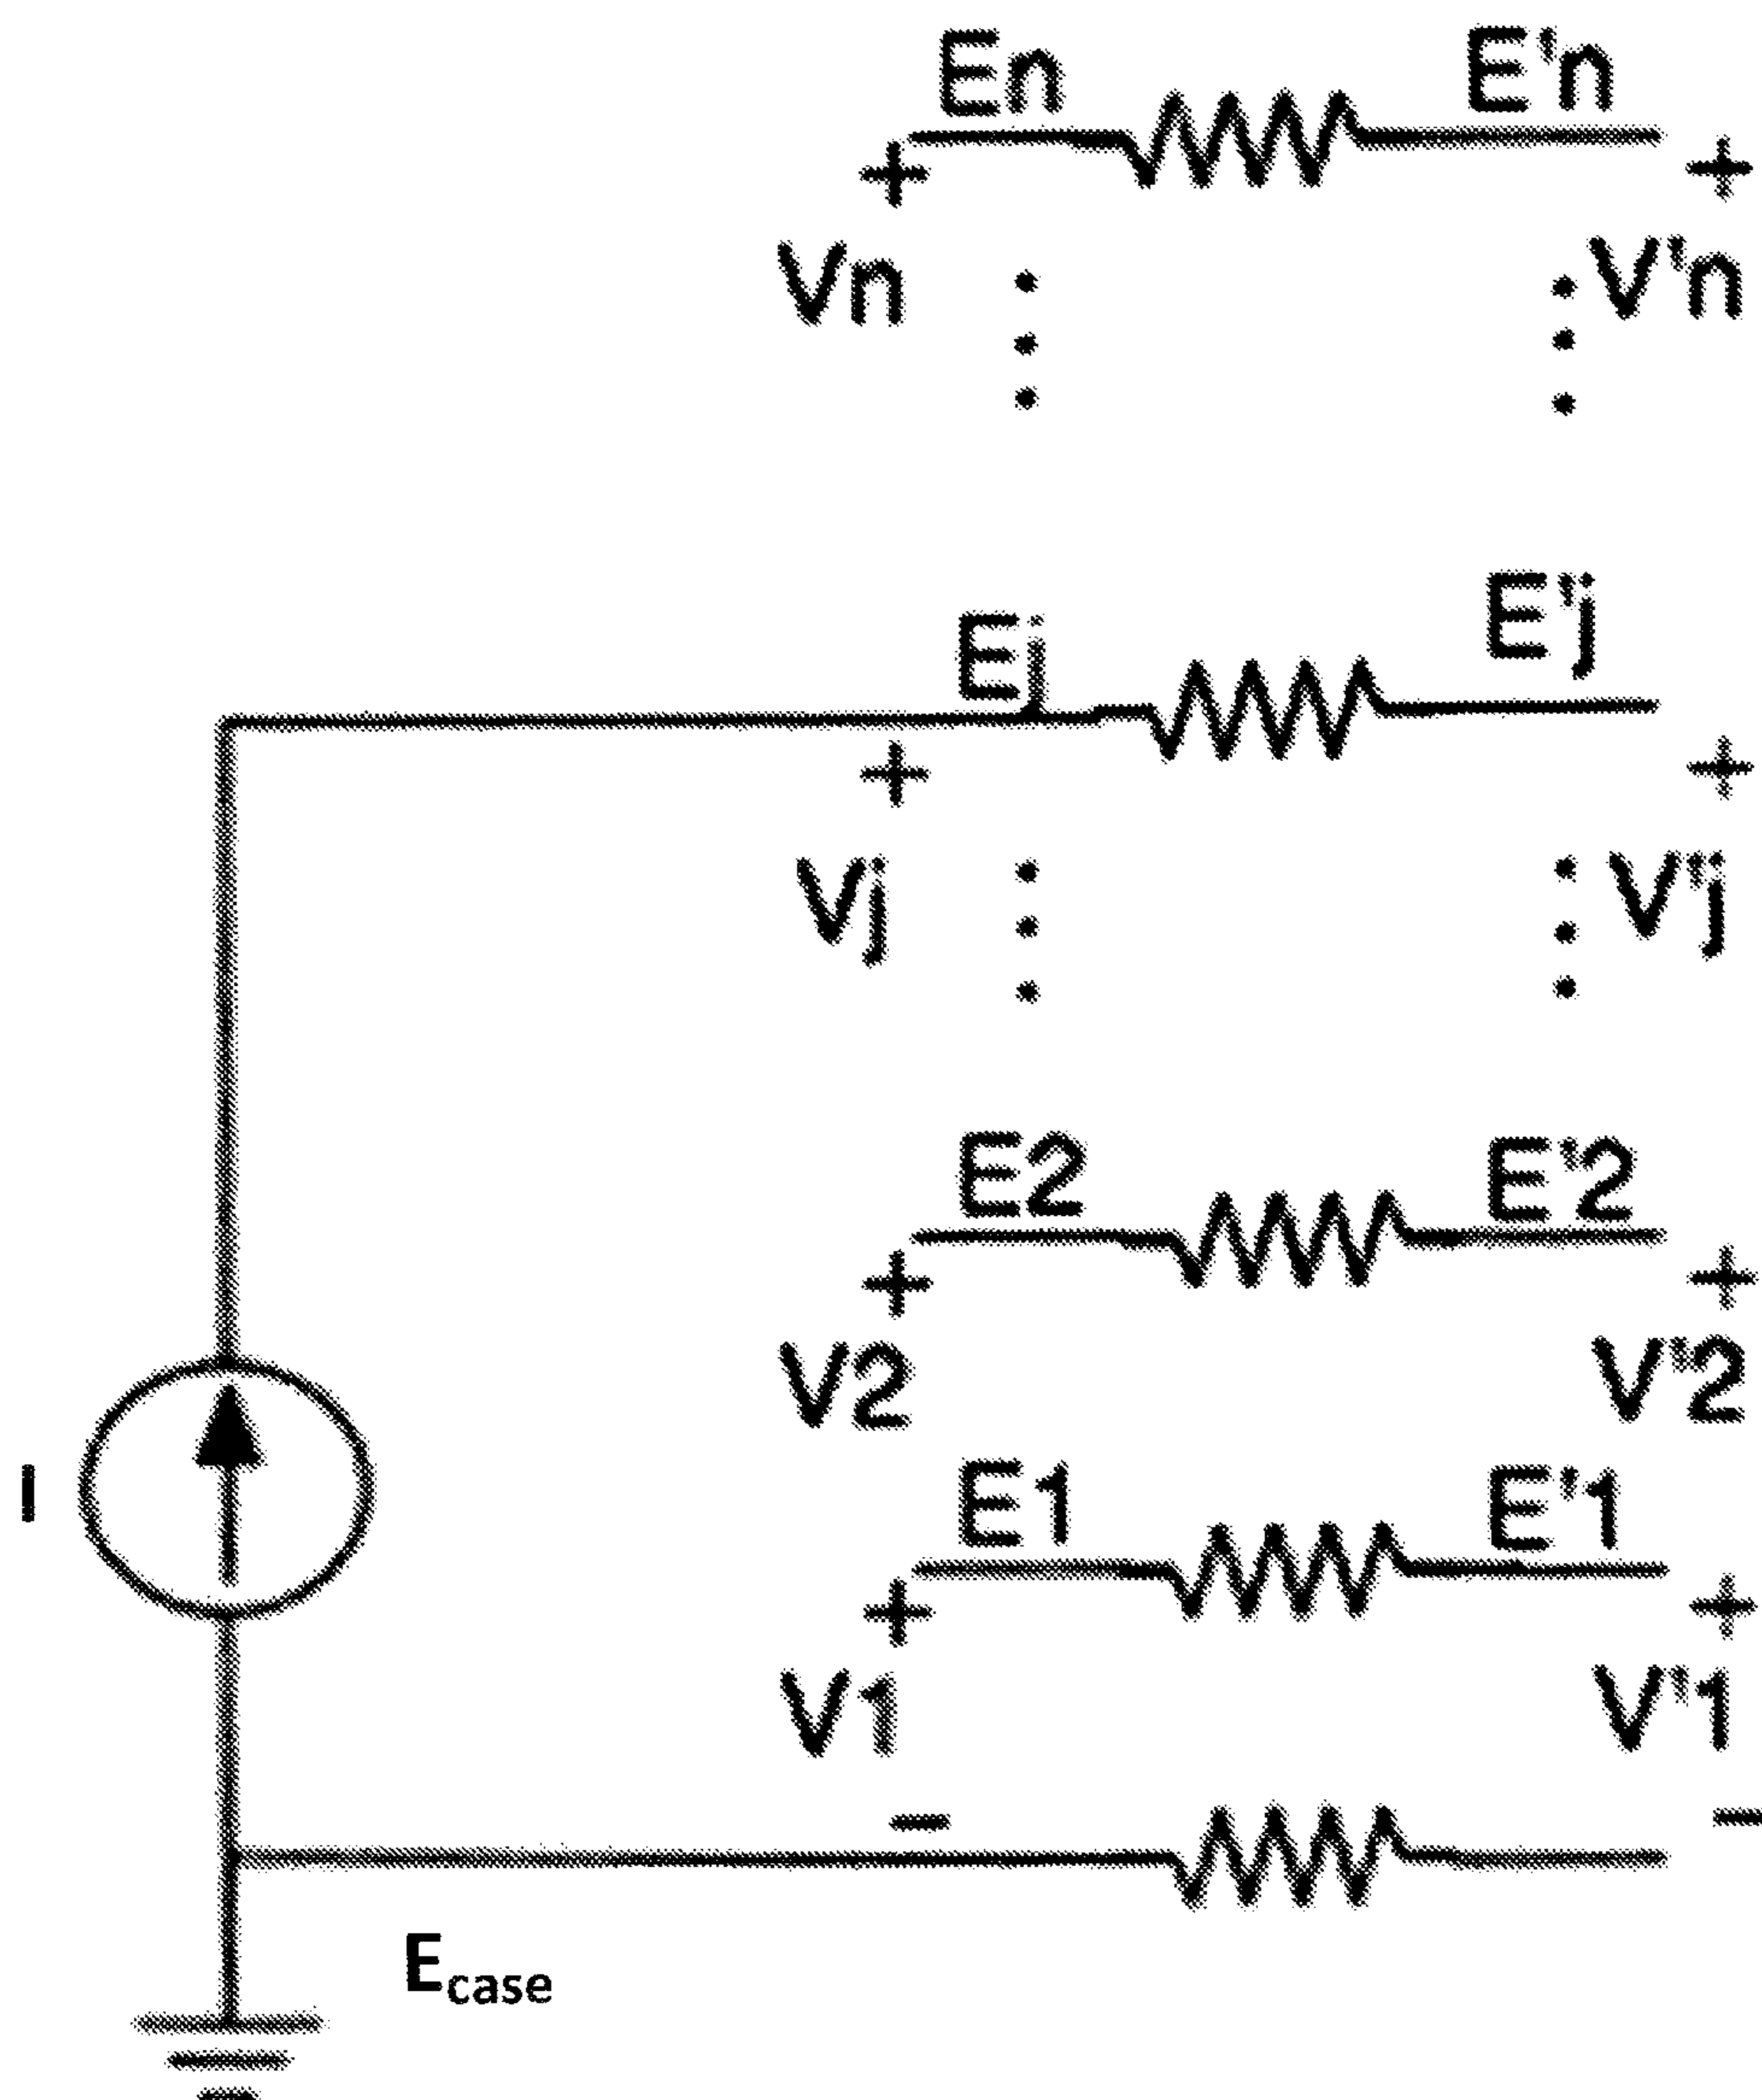 En E'n
+ +
Vn V'n
Ej E'j
+ +
Vj V'j
E2 E'2
+ +
V2 V'2
I
E1 E'1
+ +
V1 V'1
- -
Ecase